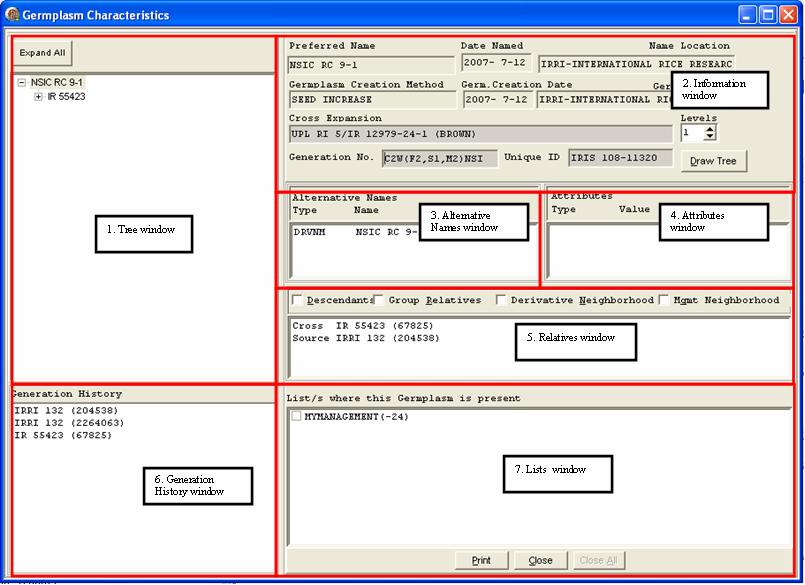 Germplasm Characteristics
Expand All
NSIC RC 9-1
IR 55423
1. Tree window
Preferred Name
Date Named
Name Location
NSIC RC 9-1
2007- 7-12
IRRI-INTERNATIONAL RICE RESEARC
Germplasm Creation Method
Germ.Creation Date
Ger
SEED INCREASE
2007- 7-12
IRRI-INTERNATIONAL RI
2. Information
window
Cross Expansion
Levels
UPL RI 5/IR 12979-24-1 (BROWN)
1
Generation No.
C2W(F2,S1,M2)NSI
Unique ID
IRIS 108-11320
Draw Tree
Alternative Names
Type Name
DRVNM NSIC RC 9-
3. Alternative
Names window
Attributes
Type Value
4. Attributes
window
Descendants
Group Relatives
Derivative Neighborhood
Mgmt Neighborhood
Cross IR 55423 (67825)
Source IRRI 132 (204538)
5. Relatives window
Generation History
IRRI 132 (204538)
IRRI 132 (2264063)
IR 55423 (67825)
6. Generation
History window
List/s where this Germplasm is present
MYMANAGEMENT(-24)
7. Lists window
Print
Close
Close All